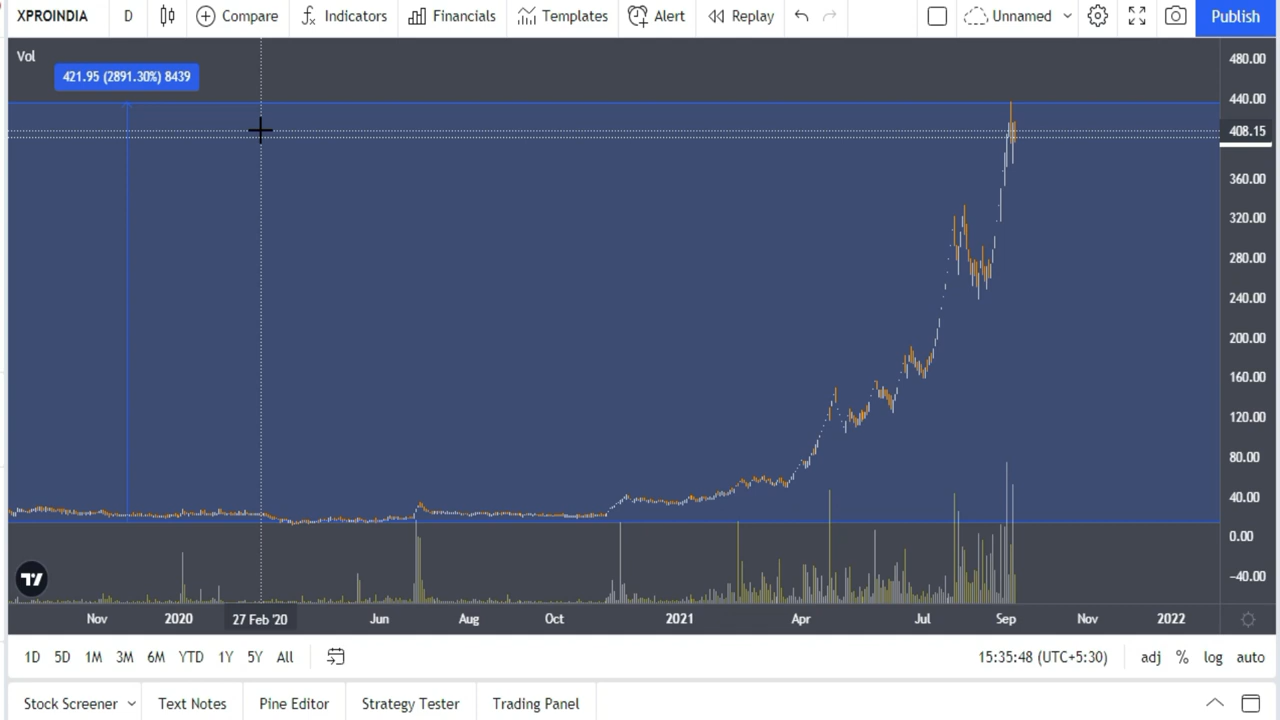 XPROINDIA D Compare Indicators Financials Templates Alert Replay Unnamed Publish
Vol
421.95 (2891.30%) 8439
480.00
440.00
408.15
360.00
320.00
280.00
240.00
200.00
160.00
120.00
80.00
40.00
0.00
−40.00
Nov 2020 27 Feb '20 Jun Aug Oct 2021 Apr Jul Sep Nov 2022
1D 5D 1M 3M 6M YTD 1Y 5Y All 15:35:48 (UTC+5:30) adj % log auto
Stock Screener Text Notes Pine Editor Strategy Tester Trading Panel